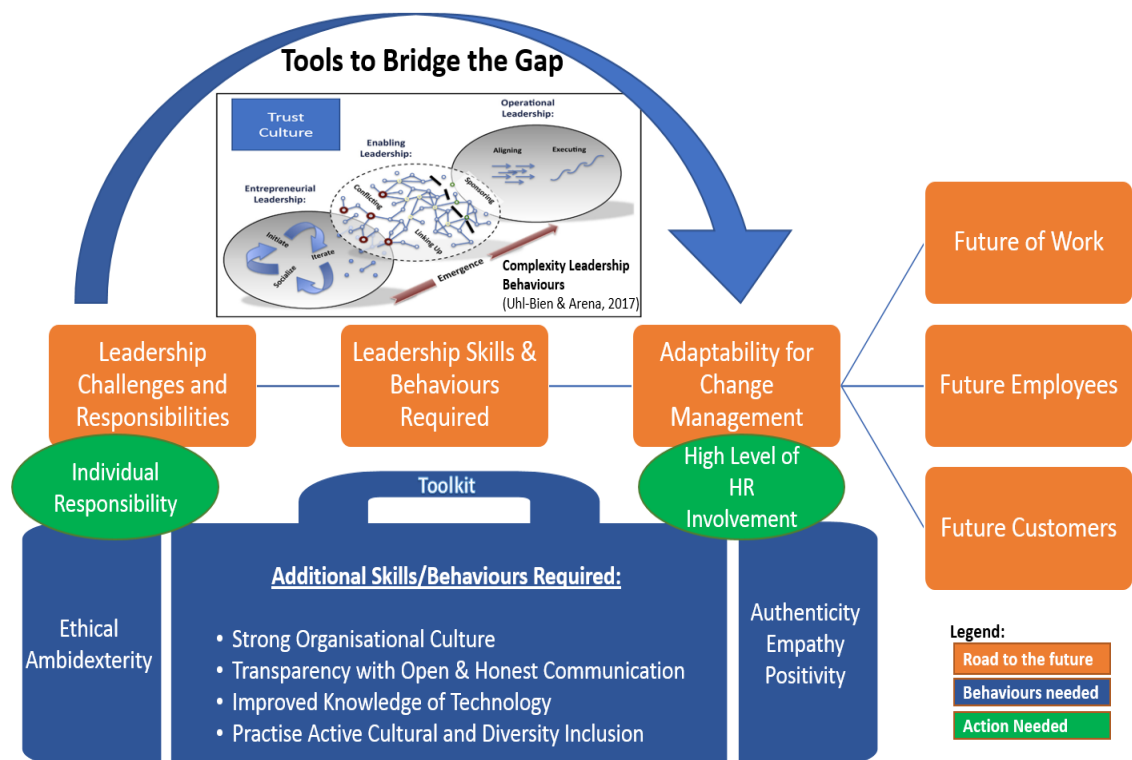 Tools to Bridge the Gap
Trust
Culture
Operational
Leadership:
Aligning
Executing
Enabling
Leadership:
Conflicting
Sponsoring
Linking Up
Entrepreneurial
Leadership:
Initiate
Iterate
Socialize
Emergence
Complexity Leadership
Behaviours
(Uhl-Bien & Arena, 2017)
Leadership
Challenges and
Responsibilities
Leadership Skills &
Behaviours
Required
Adaptability for
Change
Management
Future of Work
Future Employees
Future Customers
Individual
Responsibility
High Level of
HR
Involvement
Toolkit
Ethical
Ambidexterity
Additional Skills/Behaviours Required:
• Strong Organisational Culture
• Transparency with Open & Honest Communication
• Improved Knowledge of Technology
• Practise Active Cultural and Diversity Inclusion
Authenticity
Empathy
Positivity
Legend:
Road to the future
Behaviours needed
Action Needed